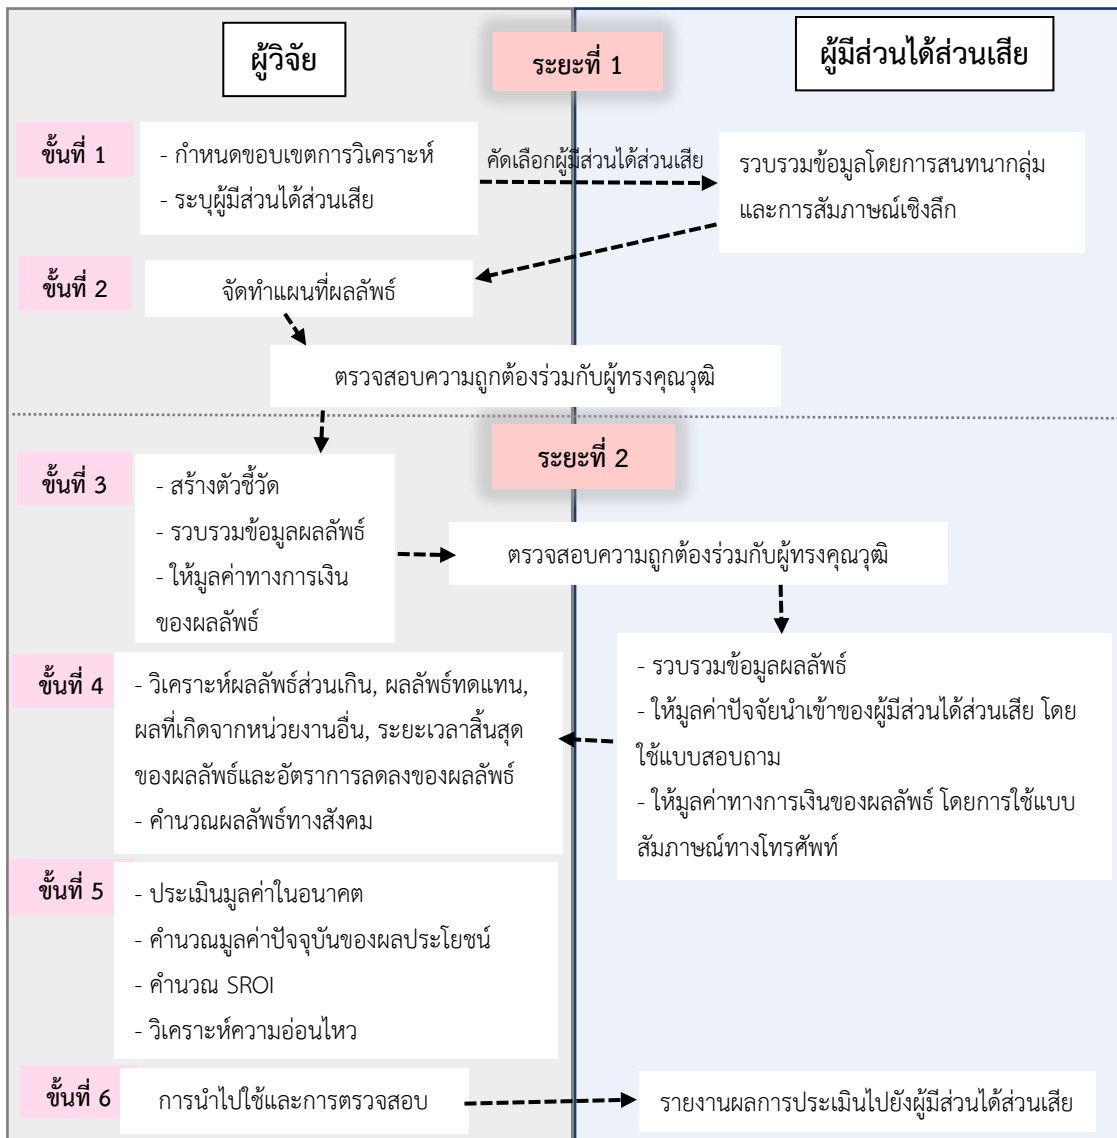 ผู้วิจัย
ระยะที่ 1
ผู้มีส่วนได้ส่วนเสีย
ขั้นที่ 1
- กำหนดขอบเขตการวิเคราะห์
- ระบุผู้มีส่วนได้ส่วนเสีย
คัดเลือกผู้มีส่วนได้ส่วนเสีย
รวบรวมข้อมูลโดยการสนทนากลุ่ม
และการสัมภาษณ์เชิงลึก
ขั้นที่ 2
จัดทำแผนที่ผลลัพธ์
ตรวจสอบความถูกต้องร่วมกับผู้ทรงคุณวุฒิ
ระยะที่ 2
ขั้นที่ 3
- สร้างตัวชี้วัด
- รวบรวมข้อมูลผลลัพธ์
- ให้มูลค่าทางการเงิน
ของผลลัพธ์
ตรวจสอบความถูกต้องร่วมกับผู้ทรงคุณวุฒิ
- รวบรวมข้อมูลผลลัพธ์
- ให้มูลค่าปัจจัยนำเข้าของผู้มีส่วนได้ส่วนเสีย โดย
ใช้แบบสอบถาม
- ให้มูลค่าทางการเงินของผลลัพธ์ โดยการใช้แบบ
สัมภาษณ์ทางโทรศัพท์
ขั้นที่ 4
- วิเคราะห์ผลลัพธ์ส่วนเกิน, ผลลัพธ์ทดแทน,
ผลที่เกิดจากหน่วยงานอื่น, ระยะเวลาสิ้นสุด
ของผลลัพธ์และอัตราการลดลงของผลลัพธ์
- คำนวณผลลัพธ์ทางสังคม
ขั้นที่ 5
- ประเมินมูลค่าในอนาคต
- คำนวณมูลค่าปัจจุบันของผลประโยชน์
- คำนวณ SROI
- วิเคราะห์ความอ่อนไหว
ขั้นที่ 6
การนำไปใช้และการตรวจสอบ
รายงานผลการประเมินไปยังผู้มีส่วนได้ส่วนเสีย